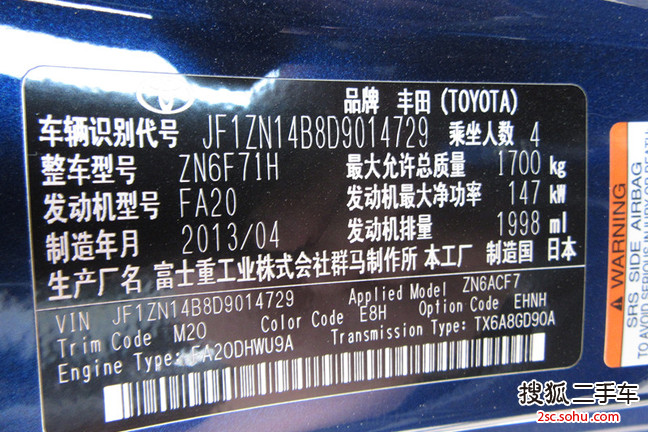 品牌 丰田 (TOYOTA)
车辆识别代号 JF1ZN14B8D9014729 乘坐人数 4
整车型号 ZN6F71H 最大允许总质量 1700 kg
发动机型号 FA20 发动机最大净功率 147 kW
制造年月 2013/04 发动机排量 1998 ml
生产厂名 富士重工业株式会社群马制作所 本工厂 制造国 日本
VIN JF1ZN14B8D9014729 Applied Model ZN6ACF7
Trim Code M20 Color Code E8H Option Code EHNH
Engine Type: FA20DHWU9A Transmission Type: TX6A8GD90A
WARNING
SRS SIDE AIRBAG
TO AVOID SERIOUS INJURY OR
搜狐二手车
2sc.sohu.com